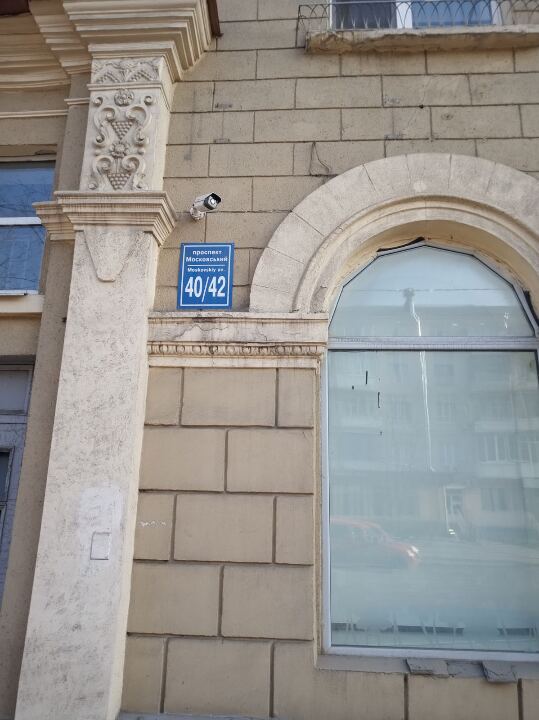 проспект
Московський
Moskovskiy av.
40/42